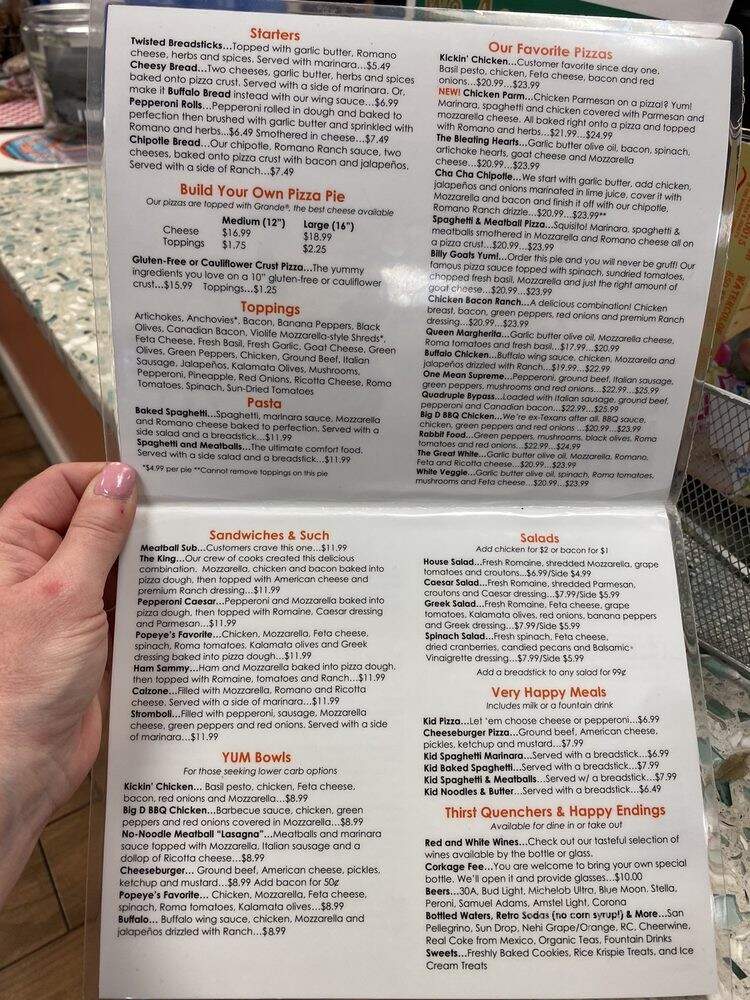 Starters
Twisted Breadsticks...Topped with garlic butter, Romano
cheese, herbs and spices. Served with marinara...$5.49
Cheesy Bread...Two cheeses, garlic butter, herbs and spices
baked onto pizza crust. Served with a side of marinara. Or,
make it Buffalo Bread instead with our wing sauce...$6.99
Pepperoni Rolls...Pepperoni rolled in dough and baked to
perfection then brushed with garlic butter and sprinkled with
Romano and herbs...$6.49 Smothered in cheese...$7.49
Chipotle Bread...Our chipotle, Romano Ranch sauce, two
cheeses, baked onto pizza crust with bacon and jalapeños.
Served with a side of Ranch...$7.49
Build Your Own Pizza Pie
Our pizzas are topped with Grande®, the best cheese available
Medium (12") Large (16")
Cheese $16.99 $18.99
Toppings $1.75 $2.25
Gluten-Free or Cauliflower Crust Pizza...The yummy
ingredients you love on a 10" gluten-free or cauliflower
crust...$15.99 Toppings...$1.25
Toppings
Artichokes, Anchovies*, Bacon, Banana Peppers, Black
Olives, Canadian Bacon, Violife Mozzarella-style Shreds*,
Feta Cheese, Fresh Basil, Fresh Garlic, Goat Cheese, Green
Olives, Green Peppers, Chicken, Ground Beef, Italian
Sausage, Jalapeños, Kalamata Olives, Mushrooms,
Pepperoni, Pineapple, Red Onions, Ricotta Cheese, Roma
Tomatoes, Spinach, Sun-Dried Tomatoes
Pasta
Baked Spaghetti...Spaghetti, marinara sauce, Mozzarella
and Romano cheese baked to perfection. Served with a
side salad and a breadstick...$11.99
Spaghetti and Meatballs...The ultimate comfort food.
Served with a side salad and a breadstick...$11.99
*$4.99 per pie **Cannot remove toppings on this pie
Our Favorite Pizzas
Kickin' Chicken...Customer favorite since day one.
Basil pesto, chicken, Feta cheese, bacon and red
onions...$20.99...$23.99
NEW! Chicken Parm...Chicken Parmesan on a pizza!? Yum!
Marinara, spaghetti and chicken covered with Parmesan and
mozzarella cheese. All baked right onto a pizza and topped
with Romano and herbs...$21.99...$24.99
The Bleating Hearts...Garlic butter olive oil, bacon, spinach,
artichoke hearts, goat cheese and Mozzarella
cheese...$20.99...$23.99
Cha Cha Chipotle...We start with garlic butter, add chicken,
jalapeños and onions marinated in lime juice, cover it with
Mozzarella and bacon and finish it off with our chipotle,
Romano Ranch drizzle...$20.99...$23.99**
Spaghetti & Meatball Pizza...Squisito! Marinara, spaghetti &
meatballs smothered in Mozzarella and Romano cheese all on
a pizza crust...$20.99...$23.99
Billy Goats Yum!...Order this pie and you will never be gruff! Our
famous pizza sauce topped with spinach, sundried tomatoes,
chopped fresh basil, Mozzarella and just the right amount of
goat cheese...$20.99...$23.99
Chicken Bacon Ranch...A delicious combination! Chicken
breast, bacon, green peppers, red onions and premium Ranch
dressing...$20.99...$23.99
Queen Margherita...Garlic butter olive oil, Mozzarella cheese,
Roma tomatoes and fresh basil...$17.99...$20.99
Buffalo Chicken...Buffalo wing sauce, chicken, Mozzarella and
jalapeños drizzled with Ranch...$19.99...$22.99
One Mean Supreme...Pepperoni, ground beef, Italian sausage,
green peppers, mushrooms and red onions...$22.99...$25.99
Quadruple Bypass...Loaded with Italian sausage, ground beef,
pepperoni and Canadian bacon...$22.99...$25.99
Big D BBQ Chicken...We're ex-Texans after all. BBQ sauce,
chicken, green peppers and red onions ...$20.99...$23.99
Rabbit Food...Green peppers, mushrooms, black olives, Roma
tomatoes and red onions...$22.99...$24.99
The Great White...Garlic butter olive oil, Mozzarella, Romano,
Feta and Ricotta cheese...$20.99...$23.99
White Veggie...Garlic butter olive oil, spinach, Roma tomatoes,
mushrooms and Feta cheese...$20.99...$23.99
Sandwiches & Such
Meatball Sub...Customers crave this one...$11.99
The King...Our crew of cooks created this delicious
combination. Mozzarella, chicken and bacon baked into
pizza dough, then topped with American cheese and
premium Ranch dressing...$11.99
Pepperoni Caesar...Pepperoni and Mozzarella baked into
pizza dough, then topped with Romaine, Caesar dressing
and Parmesan...$11.99
Popeye's Favorite...Chicken, Mozzarella, Feta cheese,
spinach, Roma tomatoes, Kalamata olives and Greek
dressing baked into pizza dough...$11.99
Ham Sammy...Ham and Mozzarella baked into pizza dough,
then topped with Romaine, tomatoes and Ranch...$11.99
Calzone...Filled with Mozzarella, Romano and Ricotta
cheese. Served with a side of marinara...$11.99
Stromboli...Filled with pepperoni, sausage, Mozzarella
cheese, green peppers and red onions. Served with a side
of marinara...$11.99
YUM Bowls
For those seeking lower carb options
Kickin' Chicken... Basil pesto, chicken, Feta cheese,
bacon, red onions and Mozzarella...$8.99
Big D BBQ Chicken...Barbecue sauce, chicken, green
peppers and red onions covered in Mozzarella...$8.99
No-Noodle Meatball "Lasagna"...Meatballs and marinara
sauce topped with Mozzarella, Italian sausage and a
dollop of Ricotta cheese...$8.99
Cheeseburger... Ground beef, American cheese, pickles,
ketchup and mustard...$8.99 Add bacon for 50¢
Popeye's Favorite... Chicken, Mozzarella, Feta cheese,
spinach, Roma tomatoes, Kalamata olives...$8.99
Buffalo... Buffalo wing sauce, chicken, Mozzarella and
jalapeños drizzled with Ranch...$8.99
Salads
Add chicken for $2 or bacon for $1
House Salad...Fresh Romaine, shredded Mozzarella, grape
tomatoes and croutons...$6.99/Side $4.99
Caesar Salad...Fresh Romaine, shredded Parmesan,
croutons and Caesar dressing...$7.99/Side $5.99
Greek Salad...Fresh Romaine, Feta cheese, grape
tomatoes, Kalamata olives, red onions, banana peppers
and Greek dressing...$7.99/Side $5.99
Spinach Salad...Fresh spinach, Feta cheese,
dried cranberries, candied pecans and Balsamic
Vinaigrette dressing...$7.99/Side $5.99
Add a breadstick to any salad for 99¢
Very Happy Meals
Includes milk or a fountain drink
Kid Pizza...Let 'em choose cheese or pepperoni...$6.99
Cheeseburger Pizza...Ground beef, American cheese,
pickles, ketchup and mustard...$7.99
Kid Spaghetti Marinara...Served with a breadstick...$6.99
Kid Baked Spaghetti...Served with a breadstick...$7.99
Kid Spaghetti & Meatballs...Served w/ a breadstick...$7.99
Kid Noodles & Butter...Served with a breadstick...$6.49
Thirst Quenchers & Happy Endings
Available for dine in or take out
Red and White Wines...Check out our tasteful selection of
wines available by the bottle or glass.
Corkage Fee...You are welcome to bring your own special
bottle. We'll open it and provide glasses...$10.00
Beers...30A, Bud Light, Michelob Ultra, Blue Moon, Stella,
Peroni, Samuel Adams, Amstel Light, Corona
Bottled Waters, Retro Sodas (no corn syrup!) & More...San
Pellegrino, Sun Drop, Nehi Grape/Orange, RC, Cheerwine,
Real Coke from Mexico, Organic Teas, Fountain Drinks
Sweets...Freshly Baked Cookies, Rice Krispie Treats, and Ice
Cream Treats